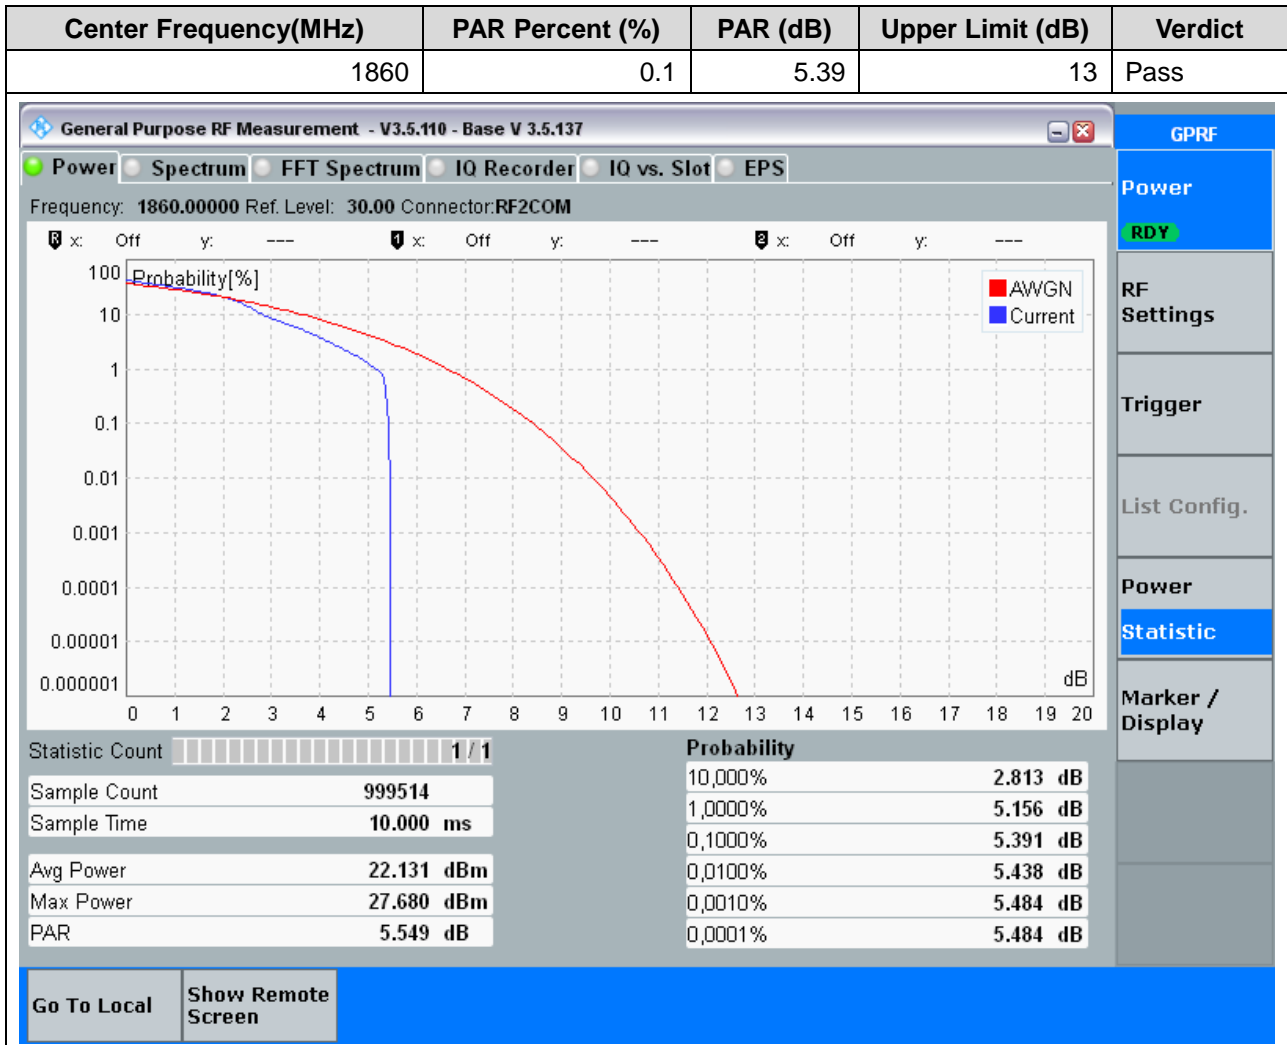 Center Frequency(MHz) PAR Percent (%) PAR (dB) Upper Limit (dB) Verdict
1860 0.1 5.39 13 Pass
General Purpose RF Measurement - V3.5.110 - Base V 3.5.137
GPRF
Power Spectrum FFT Spectrum IQ Recorder IQ vs. Slot EPS
Power
RDY
Frequency: 1860.00000 Ref. Level: 30.00 Connector:RF2COM
R x: Off y: --- 1 x: Off y: --- 2 x: Off y: ---
100 Probability[%]
AWGN
Current
10
1
0.1
0.01
0.001
0.0001
0.00001
0.000001
dB
0 1 2 3 4 5 6 7 8 9 10 11 12 13 14 15 16 17 18 19 20
RF
Settings
Trigger
List Config.
Power
Statistic
Marker /
Display
Statistic Count 1 / 1
Sample Count 999514
Sample Time 10.000 ms
Avg Power 22.131 dBm
Max Power 27.680 dBm
PAR 5.549 dB
Probability
10,000% 2.813 dB
1,0000% 5.156 dB
0,1000% 5.391 dB
0,0100% 5.438 dB
0,0010% 5.484 dB
0,0001% 5.484 dB
Go To Local
Show Remote
Screen